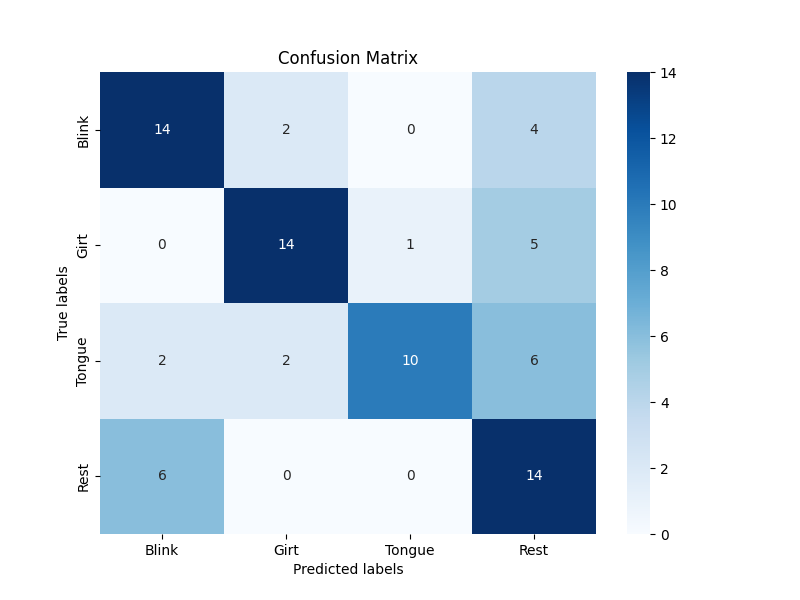 Confusion Matrix
True labels
Blink
14
2
0
4
Girt
0
14
1
5
Tongue
2
2
10
6
Rest
6
0
0
14
Blink
Girt
Tongue
Rest
Predicted labels
14
12
10
8
6
4
2
0